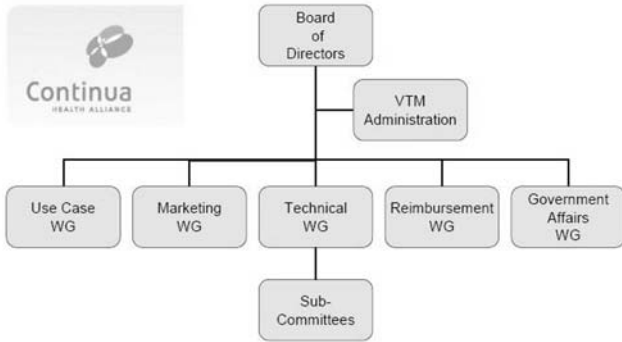 Continua
HEALTH ALLIANCE
Board
of
Directors
VTM
Administration
Use Case
WG
Marketing
WG
Technical
WG
Reimbursement
WG
Government
Affairs
WG
Sub-
Committees